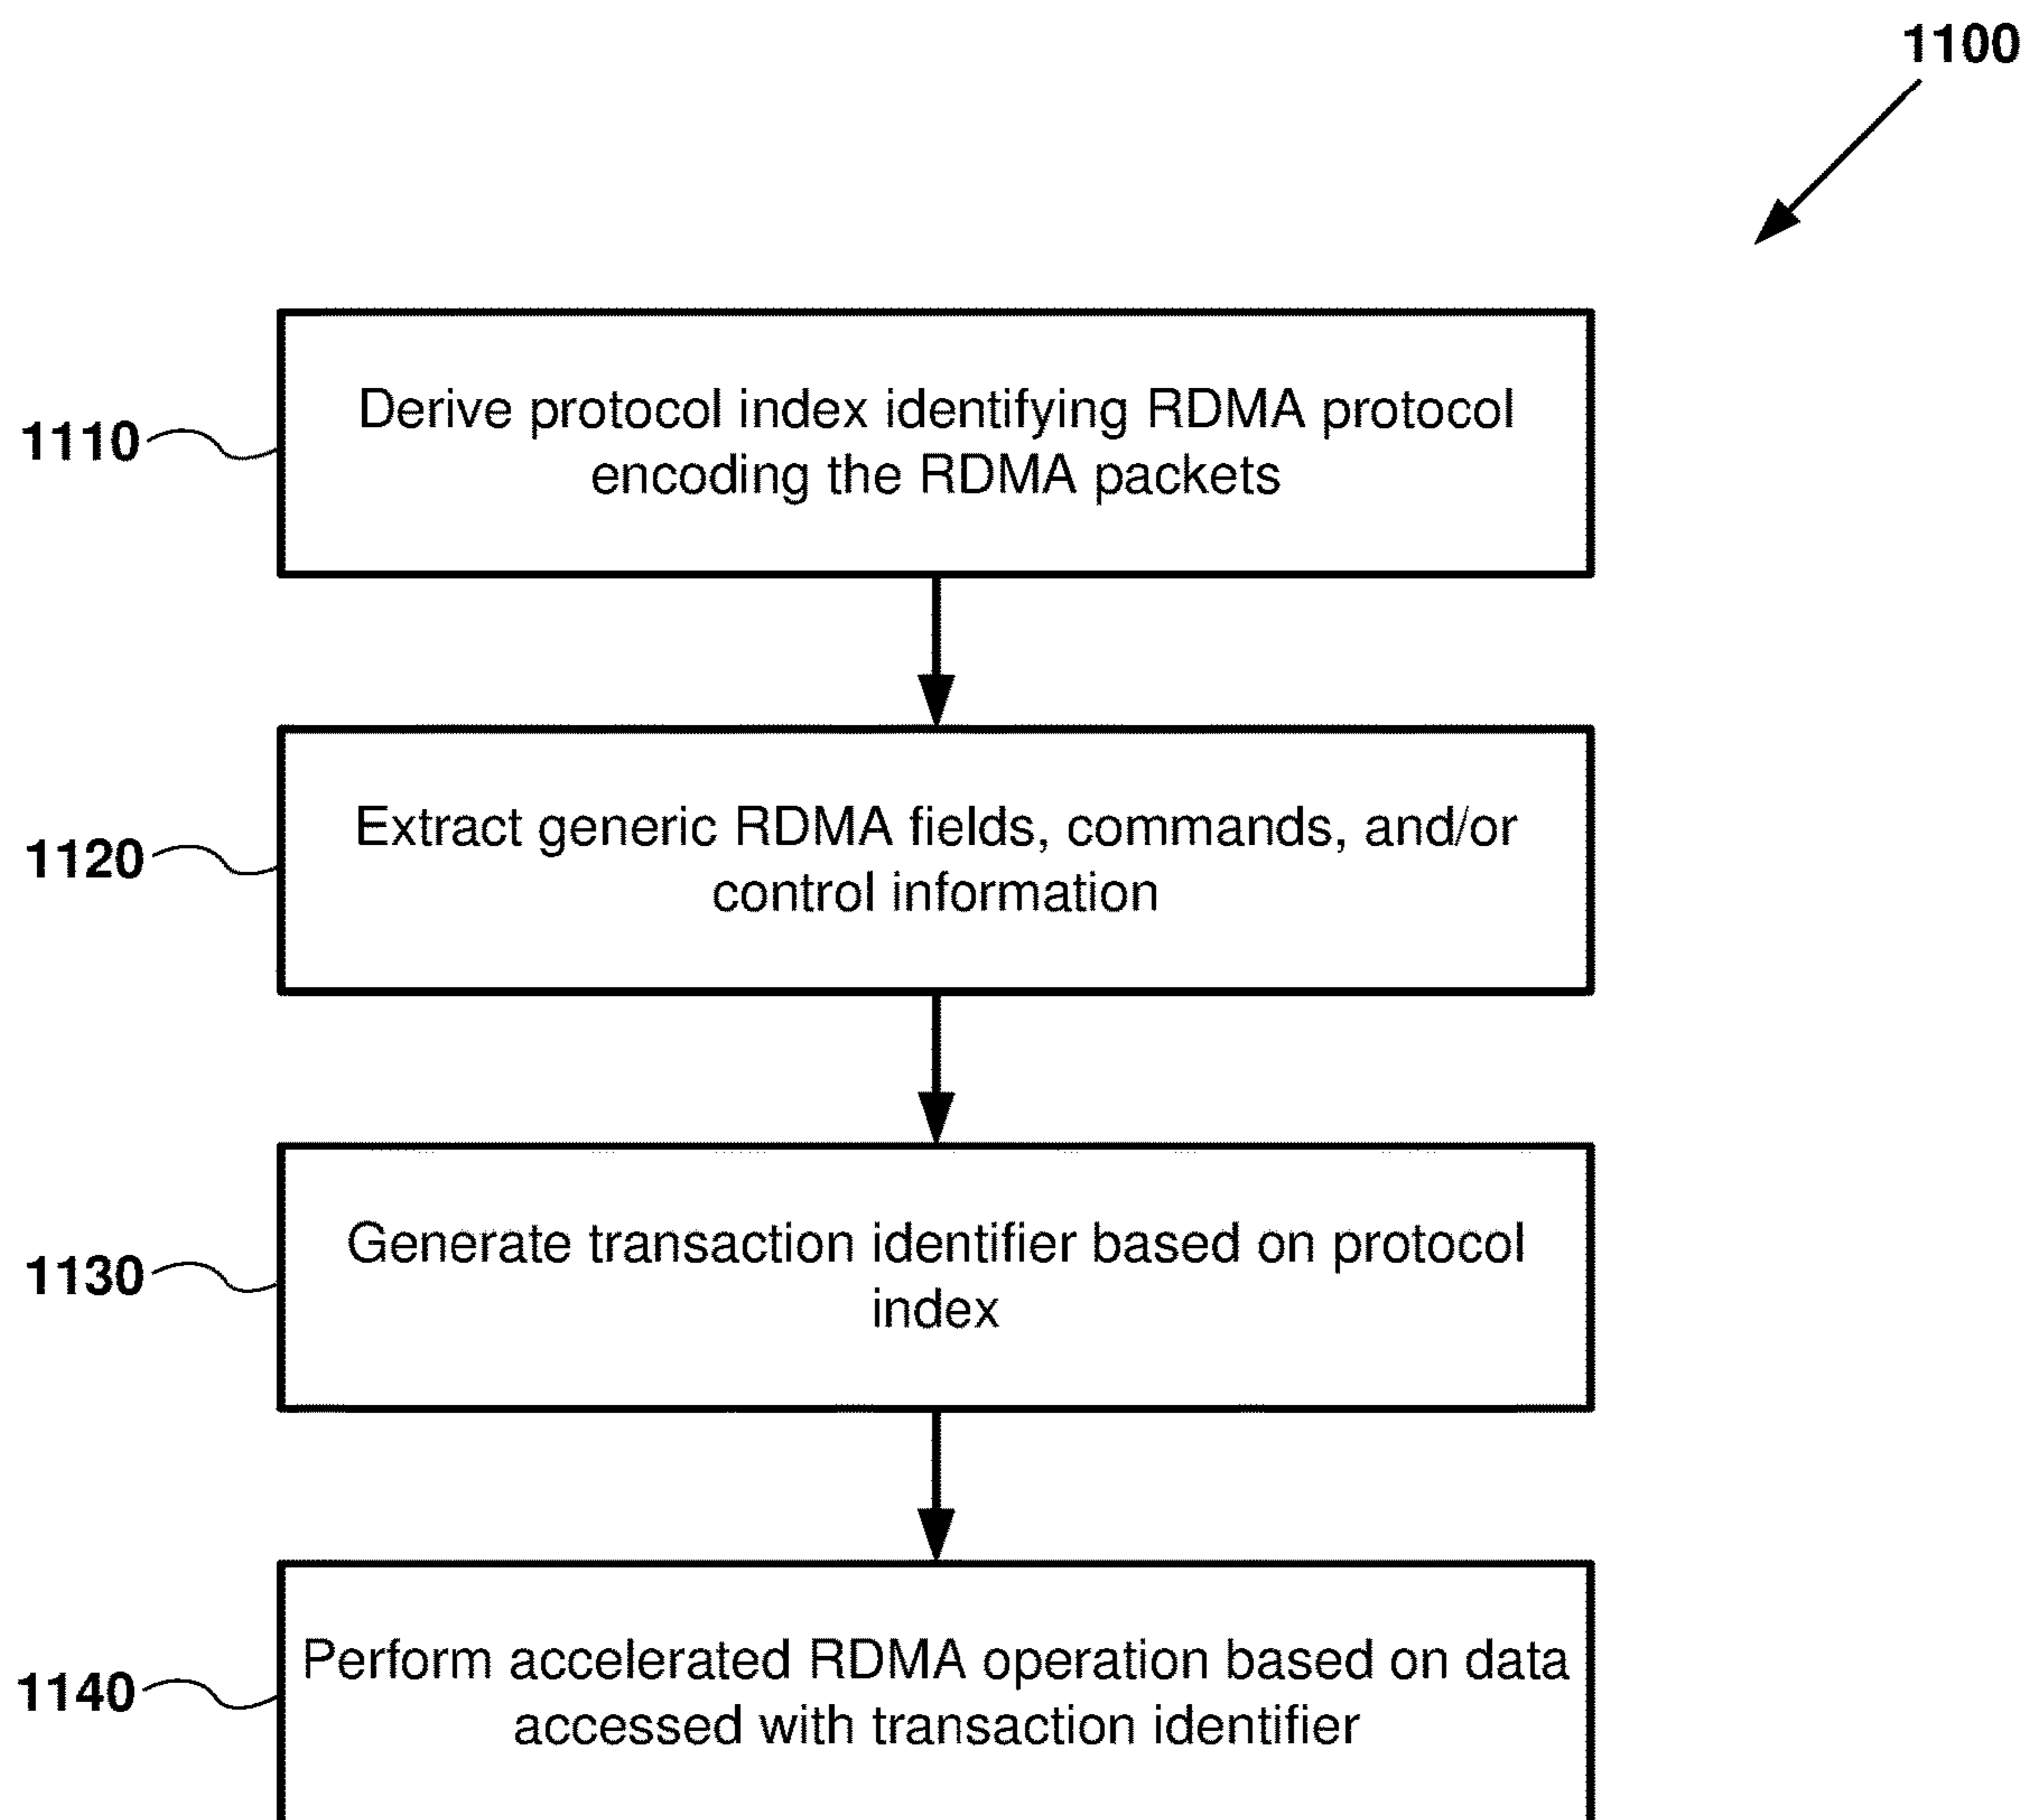 1100
1110
Derive protocol index identifying RDMA protocol
encoding the RDMA packets
1120
Extract generic RDMA fields, commands, and/or
control information
1130
Generate transaction identifier based on protocol
index
1140
Perform accelerated RDMA operation based on data
accessed with transaction identifier